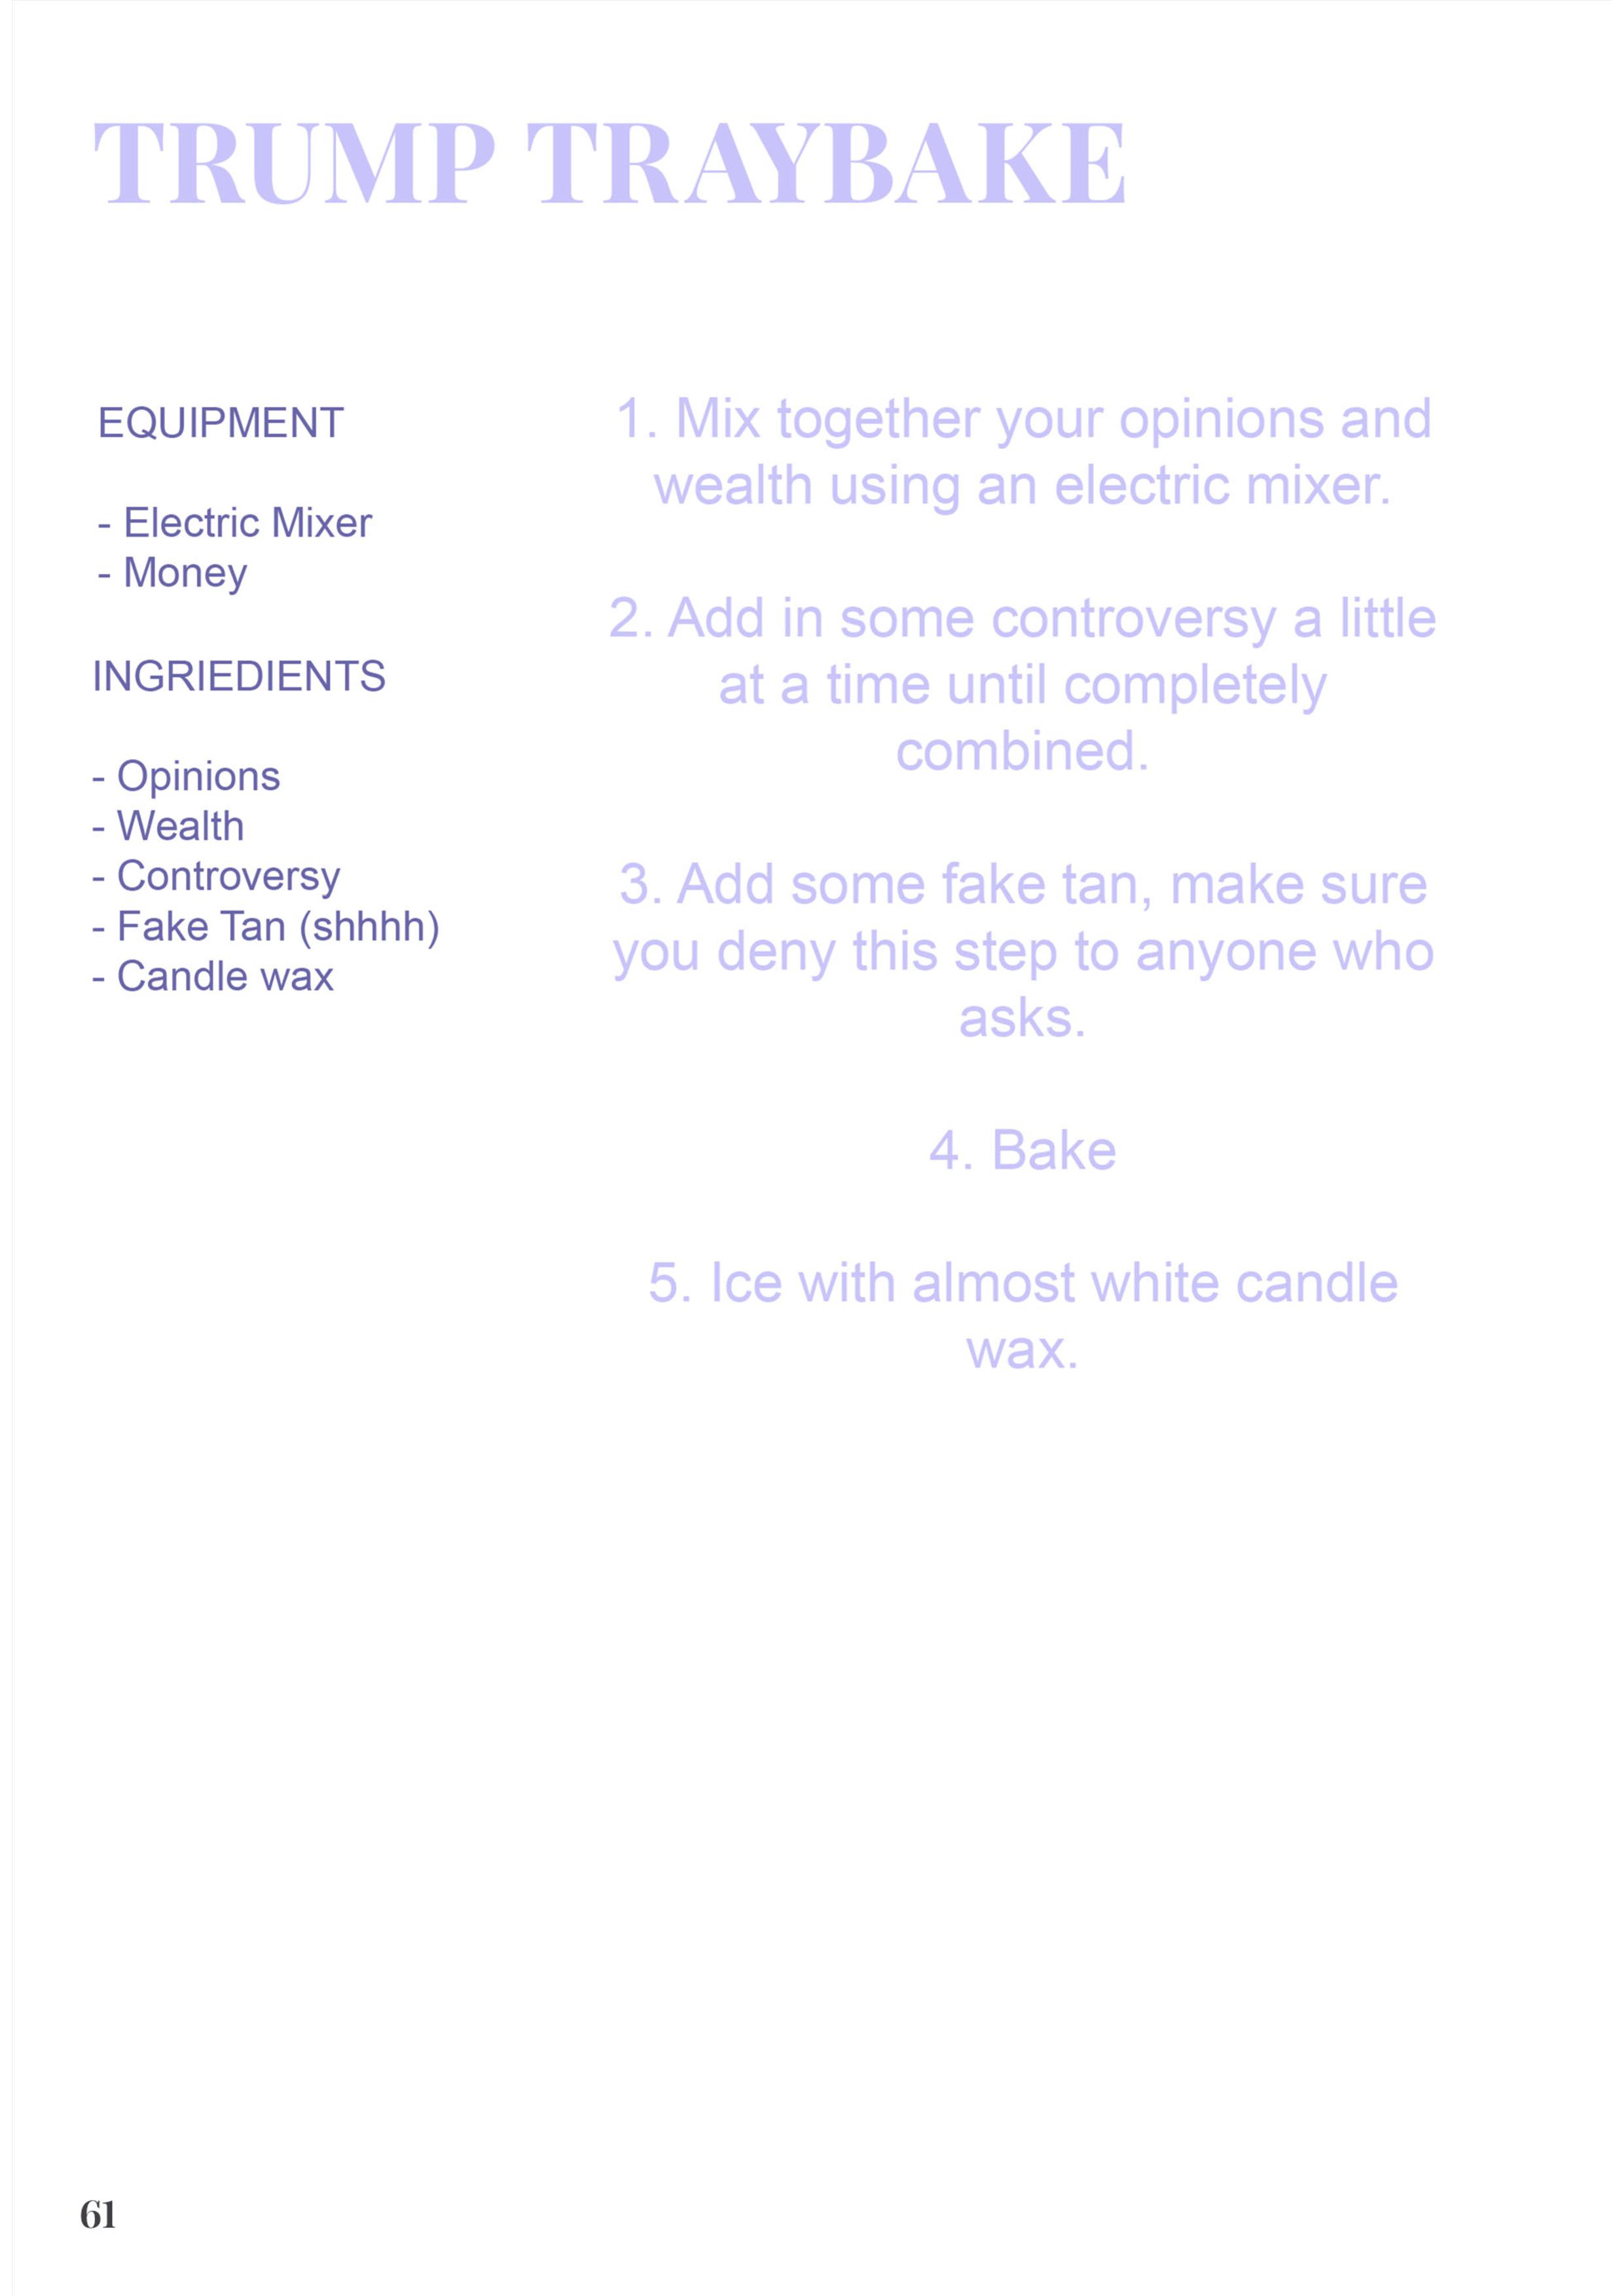 TRUMP TRAYBAKE
EQUIPMENT
- Electric Mixer
- Money
INGRIEDIENTS
- Opinions
- Wealth
- Controversy
- Fake Tan (shhhh)
- Candle wax
1. Mix together your opinions and
wealth using an electric mixer.
2. Add in some controversy a little
at a time until completely
combined.
3. Add some fake tan, make sure
you deny this step to anyone who
asks.
4. Bake
5. Ice with almost white candle
wax.
61